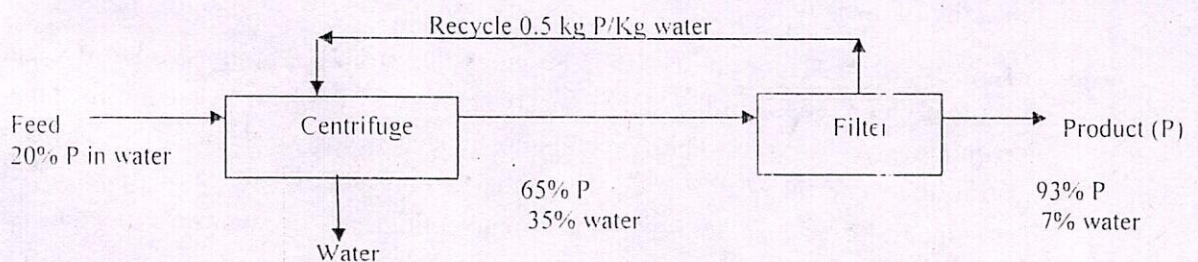 Recycle 0.5 kg P/Kg water
Feed
20% P in water
Centrifuge
Filter
Product (P)
65% P
35% water
93% P
7% water
Water